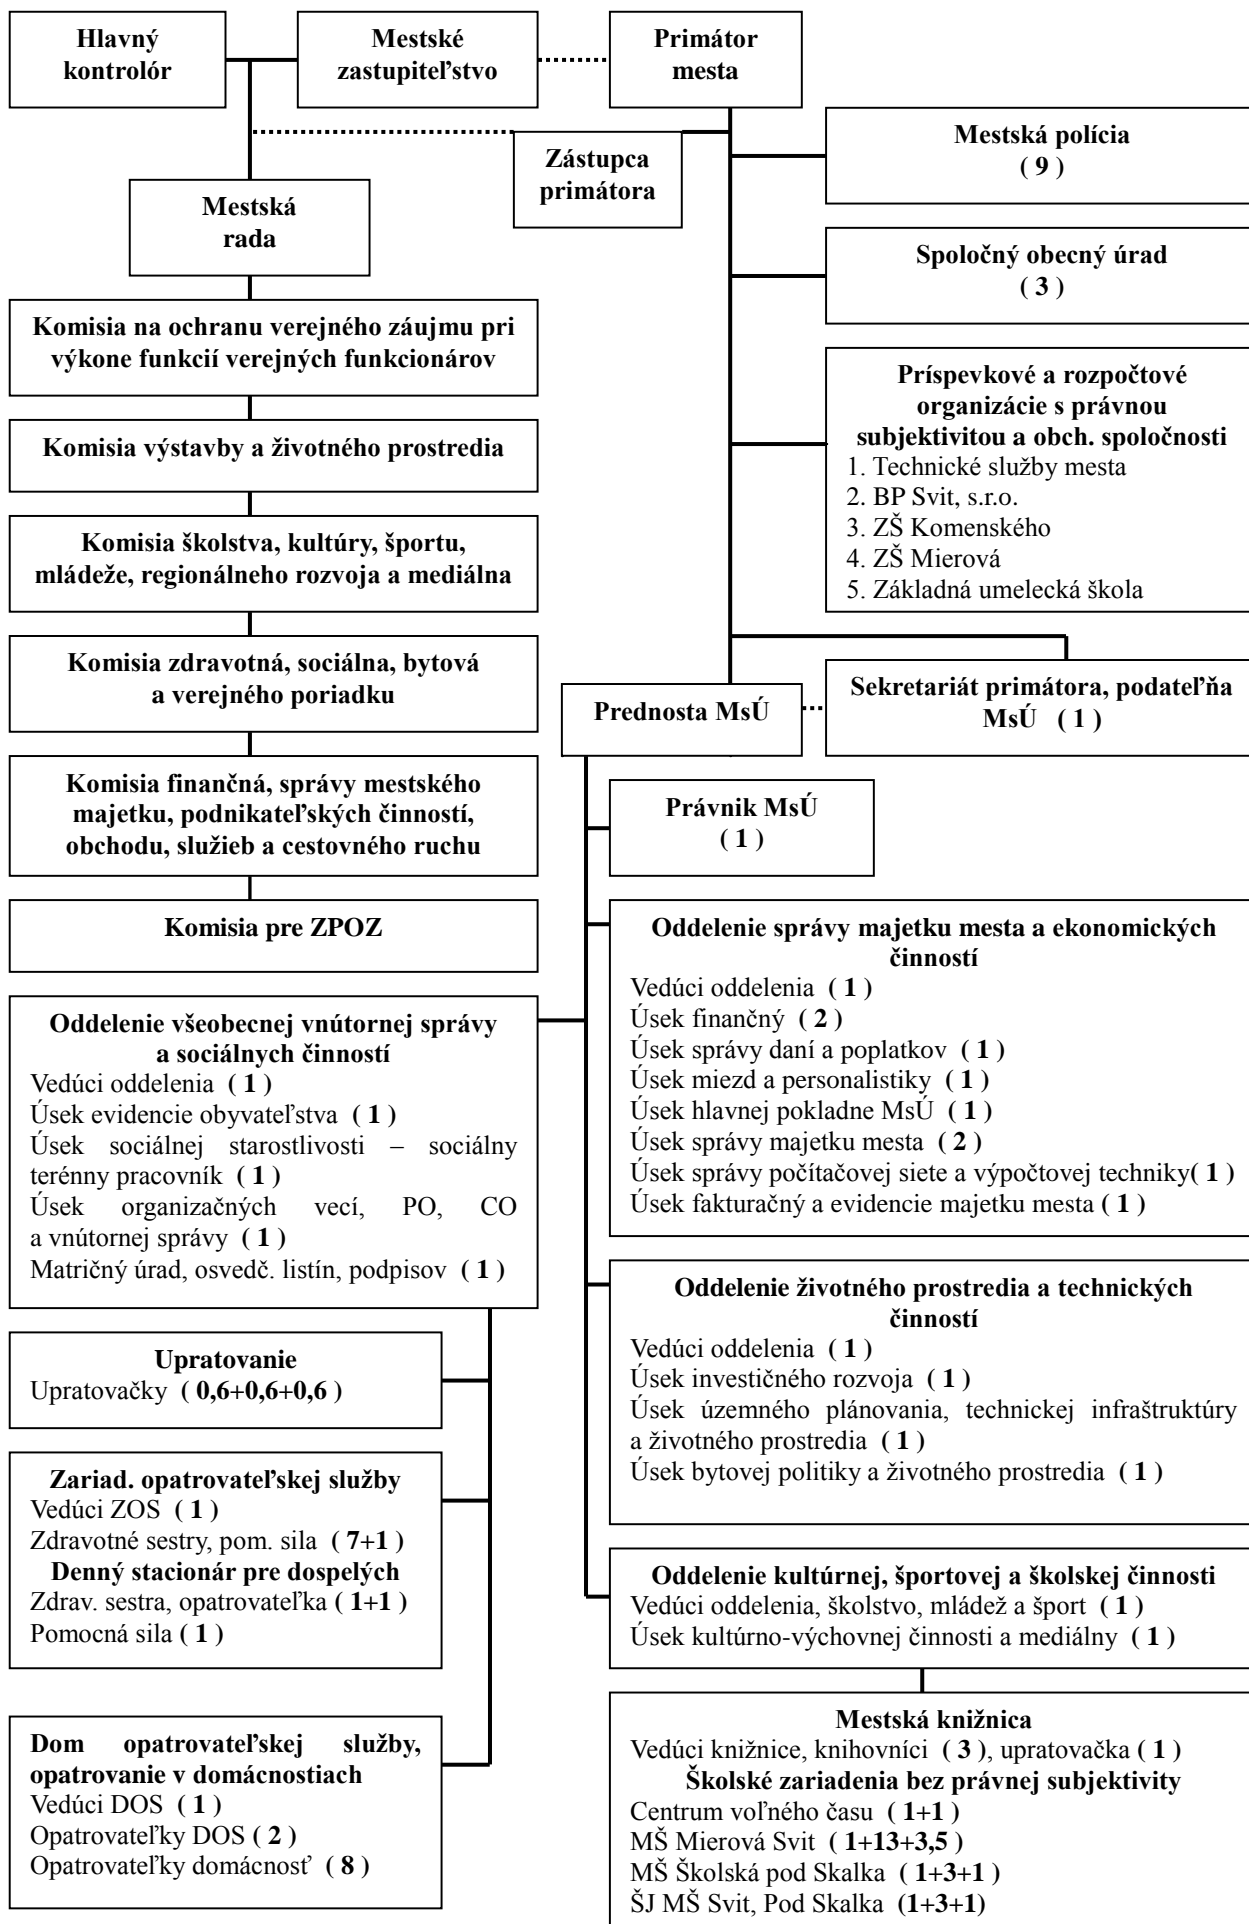 Hlavný
kontrolór
Mestské
zastupiteľstvo
Primátor
mesta
Zástupca
primátora
Mestská polícia
( 9 )
Mestská
rada
Spoločný obecný úrad
( 3 )
Komisia na ochranu verejného záujmu pri
výkone funkcií verejných funkcionárov
Komisia výstavby a životného prostredia
Komisia školstva, kultúry, športu,
mládeže, regionálneho rozvoja a mediálna
Komisia zdravotná, sociálna, bytová
a verejného poriadku
Komisia finančná, správy mestského
majetku, podnikateľských činností,
obchodu, služieb a cestovného ruchu
Komisia pre ZPOZ
Príspevkové a rozpočtové
organizácie s právnou
subjektivitou a obch. spoločnosti
1. Technické služby mesta
2. BP Svit, s.r.o.
3. ZŠ Komenského
4. ZŠ Mierová
5. Základná umelecká škola
Prednosta MsÚ
Sekretariát primátora, podateľňa
MsÚ ( 1 )
Právnik MsÚ
( 1 )
Oddelenie všeobecnej vnútornej správy
a sociálnych činností
Vedúci oddelenia ( 1 )
Úsek evidencie obyvateľstva ( 1 )
Úsek sociálnej starostlivosti – sociálny
terénny pracovník ( 1 )
Úsek organizačných vecí, PO, CO
a vnútornej správy ( 1 )
Matričný úrad, osvedč. listín, podpisov ( 1 )
Upratovanie
Upratovačky ( 0,6+0,6+0,6 )
Zariad. opatrovateľskej služby
Vedúci ZOS ( 1 )
Zdravotné sestry, pom. sila ( 7+1 )
Denný stacionár pre dospelých
Zdrav. sestra, opatrovateľka ( 1+1 )
Pomocná sila ( 1 )
Dom opatrovateľskej služby,
opatrovanie v domácnostiach
Vedúci DOS ( 1 )
Opatrovateľky DOS ( 2 )
Opatrovateľky domácnosť ( 8 )
Oddelenie správy majetku mesta a ekonomických
činností
Vedúci oddelenia ( 1 )
Úsek finančný ( 2 )
Úsek správy daní a poplatkov ( 1 )
Úsek miezd a personalistiky ( 1 )
Úsek hlavnej pokladne MsÚ ( 1 )
Úsek správy majetku mesta ( 2 )
Úsek správy počítačovej siete a výpočtovej techniky( 1 )
Úsek fakturačný a evidencie majetku mesta ( 1 )
Oddelenie životného prostredia a technických
činností
Vedúci oddelenia ( 1 )
Úsek investičného rozvoja ( 1 )
Úsek územného plánovania, technickej infraštruktúry
a životného prostredia ( 1 )
Úsek bytovej politiky a životného prostredia ( 1 )
Oddelenie kultúrnej, športovej a školskej činnosti
Vedúci oddelenia, školstvo, mládež a šport ( 1 )
Úsek kultúrno-výchovnej činnosti a mediálny ( 1 )
Mestská knižnica
Vedúci knižnice, knihovníci ( 3 ), upratovačka ( 1 )
Školské zariadenia bez právnej subjektivity
Centrum voľného času ( 1+1 )
MŠ Mierová Svit ( 1+13+3,5 )
MŠ Školská pod Skalka ( 1+3+1 )
ŠJ MŠ Svit, Pod Skalka (1+3+1)